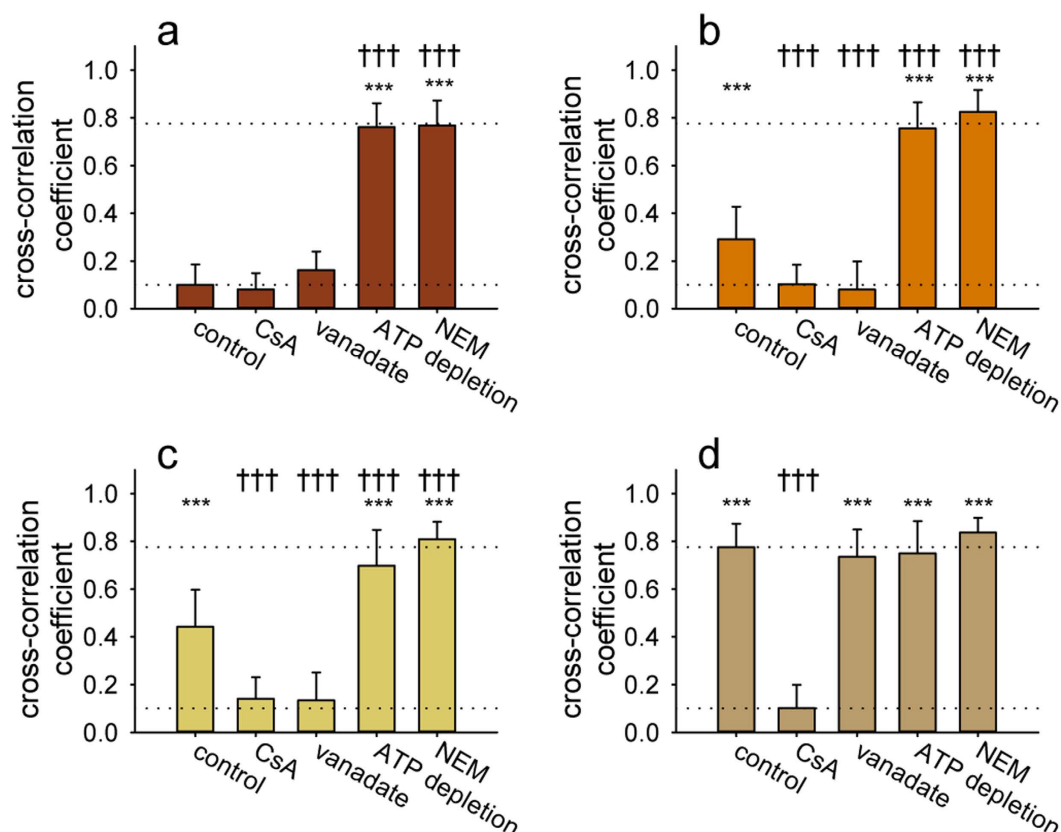 a
†††
†††
***
***
cross-correlation
coefficient
1.0
0.8
0.6
0.4
0.2
0.0
control
CsA
vanadate
ATP depletion
NEM
b
†††
†††
†††
†††
***
***
***
cross-correlation
coefficient
1.0
0.8
0.6
0.4
0.2
0.0
control
CsA
vanadate
ATP depletion
NEM
c
†††
†††
†††
†††
***
***
***
cross-correlation
coefficient
1.0
0.8
0.6
0.4
0.2
0.0
control
CsA
vanadate
ATP depletion
NEM
d
†††
***
***
***
***
cross-correlation
coefficient
1.0
0.8
0.6
0.4
0.2
0.0
control
CsA
vanadate
ATP depletion
NEM